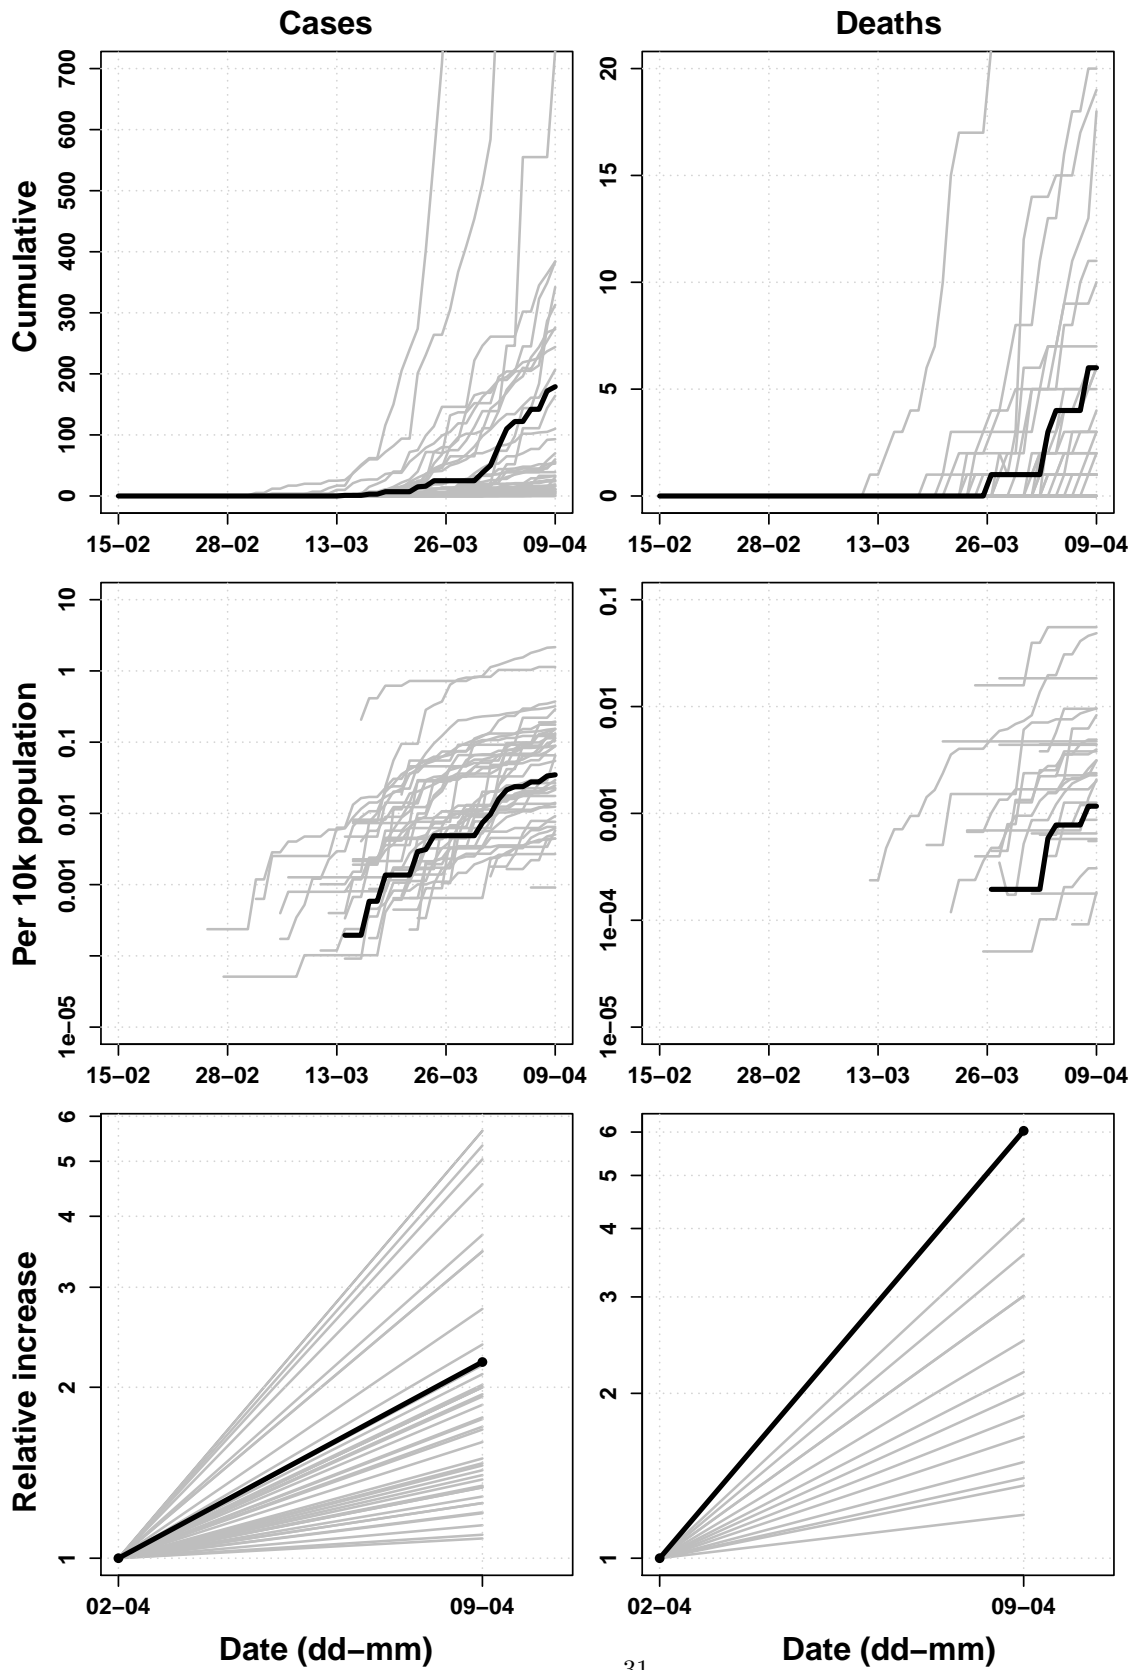 Cases
Deaths
Cumulative
0 100 200 300 400 500 600 700
15−02 28−02 13−03 26−03 09−04
0 5 10 15 20
15−02 28−02 13−03 26−03 09−04
Per 10k population
1e−05 0.001 0.01 0.1 1 10
15−02 28−02 13−03 26−03 09−04
1e−05 1e−04 0.001 0.01 0.1
15−02 28−02 13−03 26−03 09−04
Relative increase
1 2 3 4 5 6
02−04 09−04
Date (dd−mm)
1 2 3 4 5 6
02−04 09−04
Date (dd−mm)
31